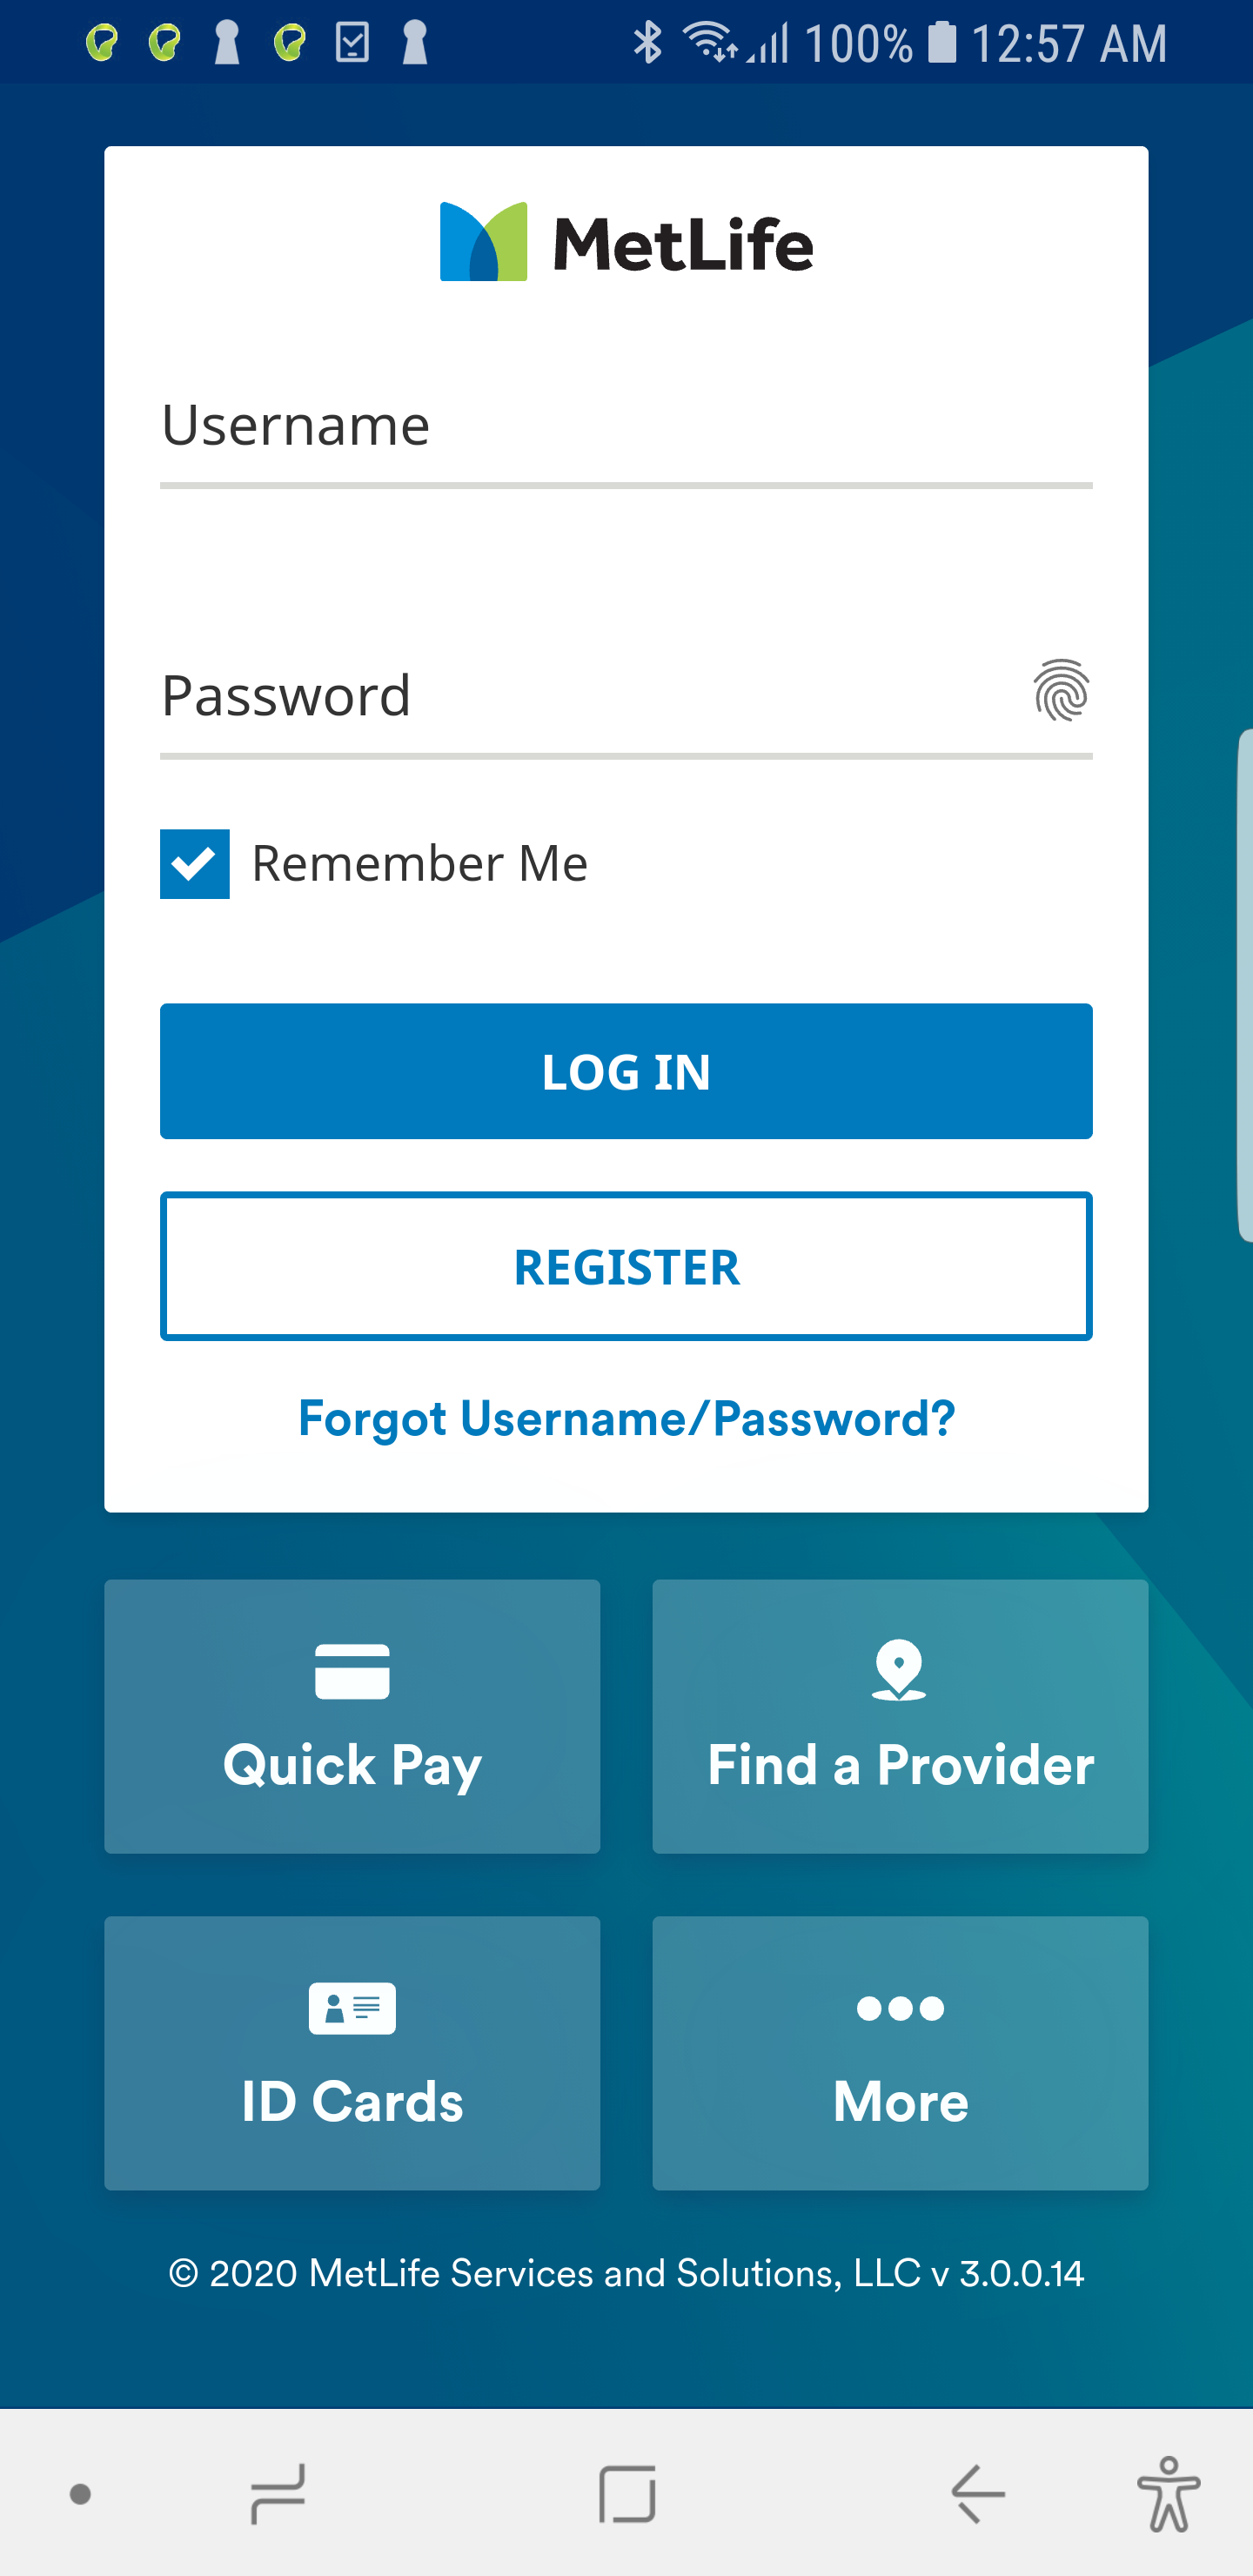 100% 12:57 AM
MetLife
Username
Password
Remember Me
LOG IN
REGISTER
Forgot Username/Password?
Quick Pay
Find a Provider
ID Cards
More
© 2020 MetLife Services and Solutions, LLC v 3.0.0.14